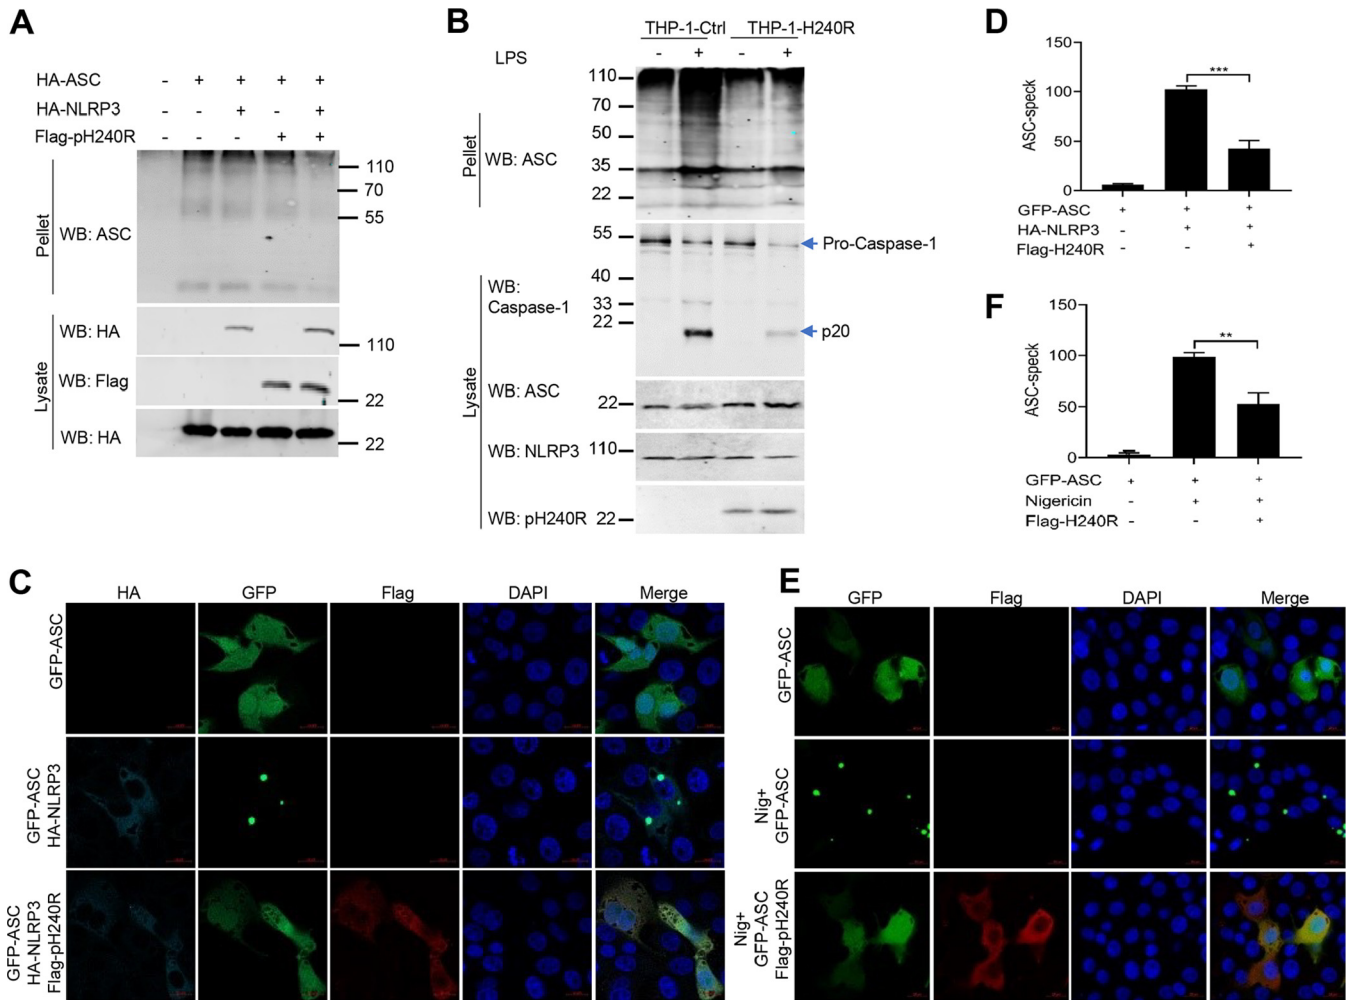 A
HA-ASC - + + + +
HA-NLRP3 - - + - +
Flag-pH240R - - - + +
Pellet
WB: ASC
110
70
55
Lysate
WB: HA
110
WB: Flag
22
WB: HA
22
B
THP-1-Ctrl THP-1-H240R
LPS - + - +
Pellet
WB: ASC
110
70
50
35
22
Lysate
WB:
Caspase-1
55
40
33
22
Pro-Caspase-1
p20
WB: ASC
22
WB: NLRP3
110
WB: pH240R
22
D
ASC-speck
150
100
50
0
***
GFP-ASC + + +
HA-NLRP3 - + +
Flag-H240R - - +
F
ASC-speck
150
100
50
0
**
GFP-ASC + + +
Nigericin - + +
Flag-H240R - - +
C
HA GFP Flag DAPI Merge
GFP-ASC
GFP-ASC
HA-NLRP3
GFP-ASC
HA-NLRP3
Flag-pH240R
E
GFP Flag DAPI Merge
GFP-ASC
Nig+
GFP-ASC
Nig+
GFP-ASC
Flag-pH240R